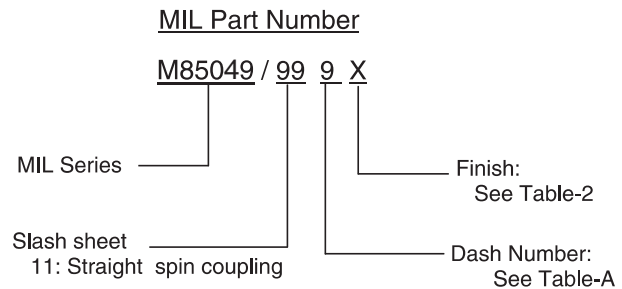 MIL Part Number
M85049 / 99 9 X
MIL Series
Finish:
See Table-2
Slash sheet
11: Straight spin coupling
Dash Number:
See Table-A